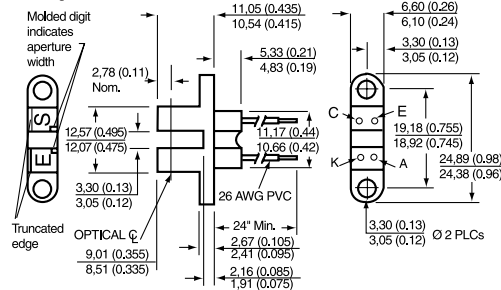 Molded digit
indicates
aperture
width
11,05 (0.435)
10,54 (0.415)
6,60 (0.26)
6,10 (0.24)
5,33 (0.21)
4,83 (0.19)
3,30 (0.13)
3,05 (0.12)
2,78 (0.11)
Nom.
S
E
C
E
K
A
12,57 (0.495)
12,07 (0.475)
11,17 (0.44)
10,66 (0.42)
19,18 (0.755)
18,92 (0.745)
24,89 (0.98)
24,38 (0.96)
3,30 (0.13)
3,05 (0.12)
26 AWG PVC
Truncated
edge
OPTICAL ℄
24" Min.
3,30 (0.13)
3,05 (0.12)
Ø 2 PLCs
9,01 (0.355)
8,51 (0.335)
2,67 (0.105)
2,41 (0.095)
2,16 (0.085)
1,91 (0.075)